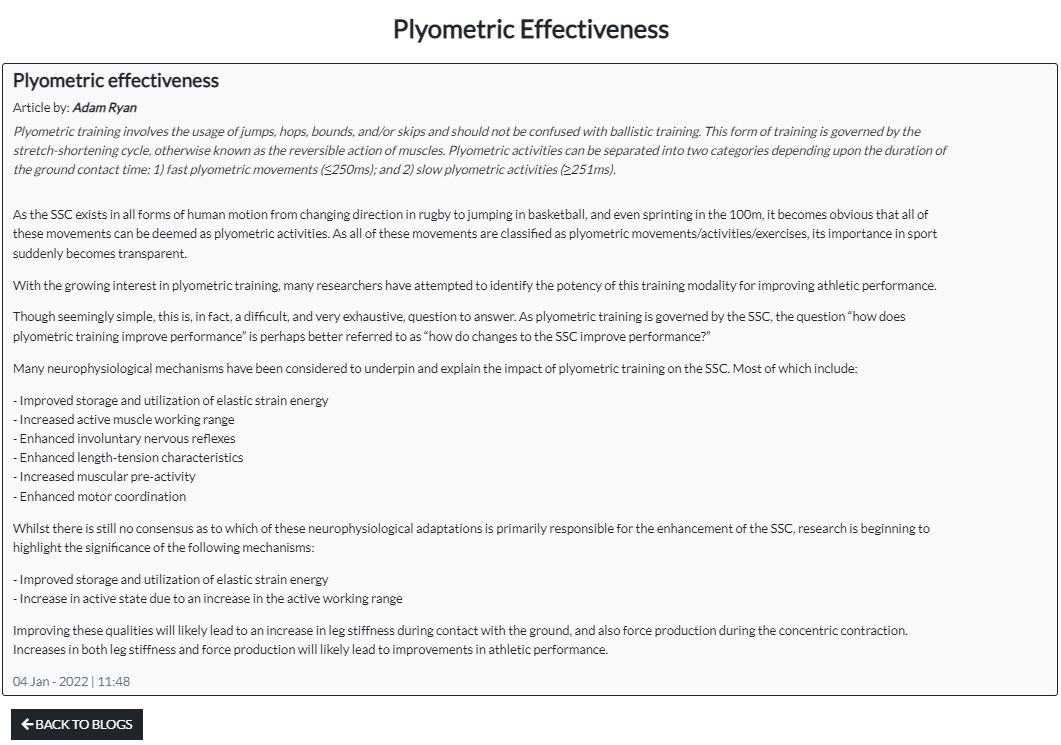 Plyometric Effectiveness
Plyometric effectiveness
Article by: Adam Ryan
Plyometric training involves the usage of jumps, hops, bounds, and/or skips and should not be confused with ballistic training. This form of training is governed by the
stretch-shortening cycle, otherwise known as the reversible action of muscles. Plyometric activities can be separated into two categories depending upon the duration of
the ground contact time: 1) fast plyometric movements (≤250ms); and 2) slow plyometric activities (≥251ms).
As the SSC exists in all forms of human motion from changing direction in rugby to jumping in basketball, and even sprinting in the 100m, it becomes obvious that all of
these movements can be deemed as plyometric activities. As all of these movements are classified as plyometric movements/activities/exercises, its importance in sport
suddenly becomes transparent.
With the growing interest in plyometric training, many researchers have attempted to identify the potency of this training modality for improving athletic performance.
Though seemingly simple, this is, in fact, a difficult, and very exhaustive, question to answer. As plyometric training is governed by the SSC, the question “how does
plyometric training improve performance” is perhaps better referred to as “how do changes to the SSC improve performance?”
Many neurophysiological mechanisms have been considered to underpin and explain the impact of plyometric training on the SSC. Most of which include:
- Improved storage and utilization of elastic strain energy
- Increased active muscle working range
- Enhanced involuntary nervous reflexes
- Enhanced length-tension characteristics
- Increased muscular pre-activity
- Enhanced motor coordination
Whilst there is still no consensus as to which of these neurophysiological adaptations is primarily responsible for the enhancement of the SSC, research is beginning to
highlight the significance of the following mechanisms:
- Improved storage and utilization of elastic strain energy
- Increase in active state due to an increase in the active working range
Improving these qualities will likely lead to an increase in leg stiffness during contact with the ground, and also force production during the concentric contraction.
Increases in both leg stiffness and force production will likely lead to improvements in athletic performance.
04 Jan - 2022 | 11:48
←BACK TO BLOGS